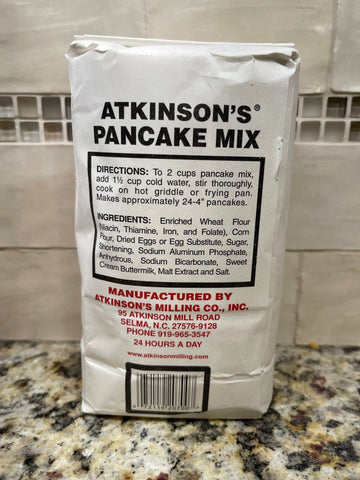 ATKINSON'S®
PANCAKE MIX
DIRECTIONS: To 2 cups pancake mix,
add 1½ cup cold water, stir thoroughly,
cook on hot griddle or frying pan.
Makes approximately 24-4" pancakes.
INGREDIENTS: Enriched Wheat Flour
(Niacin, Thiamine, Iron, and Folate), Corn
Flour, Dried Eggs or Egg Substitute, Sugar,
Shortening, Sodium Aluminum Phosphate,
Anhydrous, Sodium Bicarbonate, Sweet
Cream Buttermilk, Malt Extract and Salt.
MANUFACTURED BY
ATKINSON'S MILLING CO., INC.
95 ATKINSON MILL ROAD
SELMA, N.C. 27576-9128
PHONE 919-965-3547
24 HOURS A DAY
www.atkinsonmilling.com